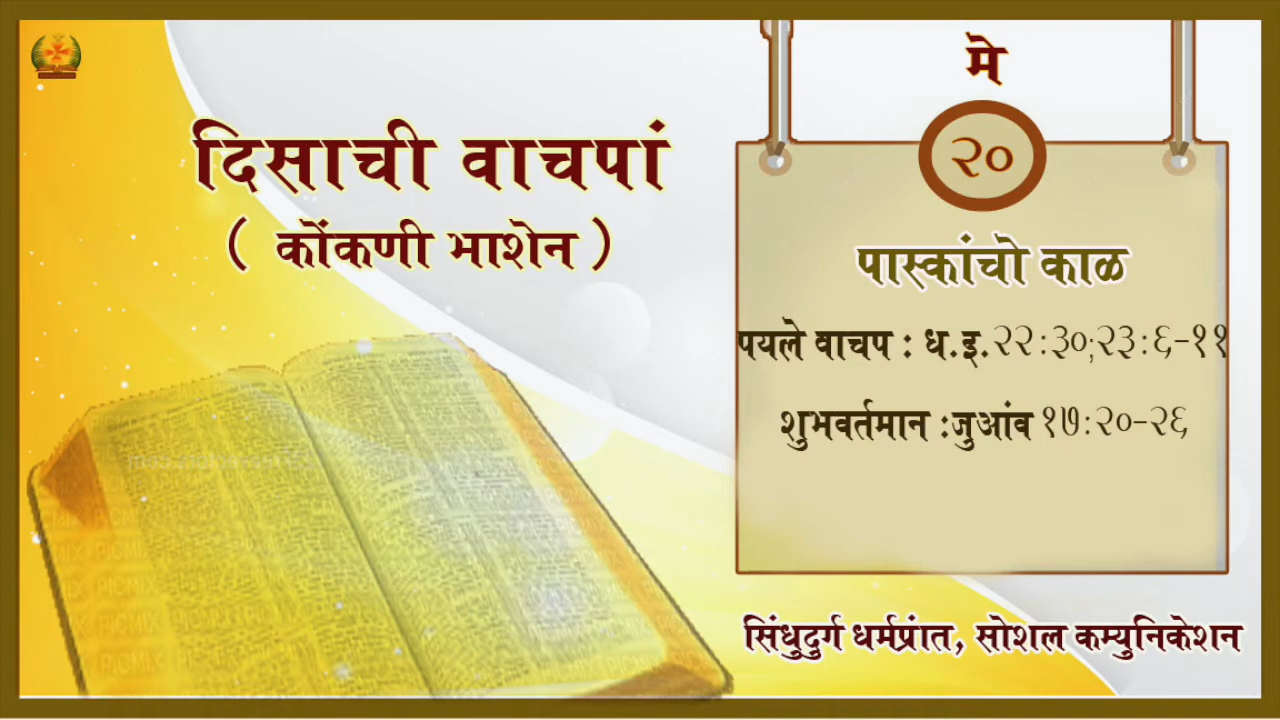 दिसाची वाचपां
( कोंकणी भाशेन )
मे
२०
पास्कांचो काळ
पयले वाचप : ध.इ.२२:३०;२३:६-११
शुभवर्तमान :जुआंव १७:२०-२६
सिंधुदुर्ग धर्मप्रांत, सोशल कम्युनिकेशन